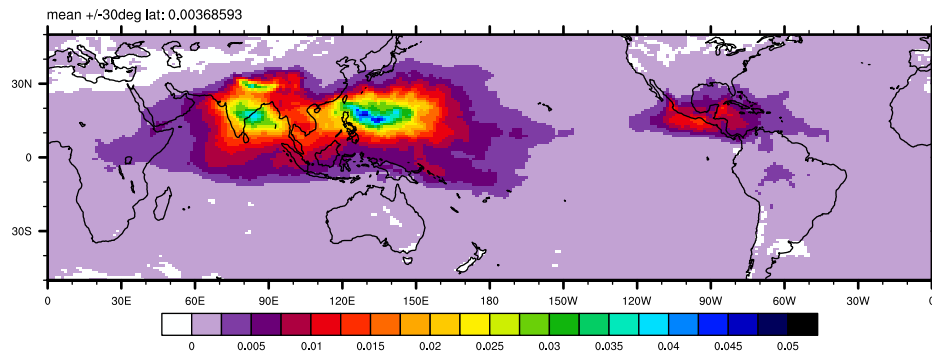 mean +/-30deg lat: 0.00368593
30N
0
30S
0 30E 60E 90E 120E 150E 180 150W 120W 90W 60W 30W 0
0 0.005 0.01 0.015 0.02 0.025 0.03 0.035 0.04 0.045 0.05